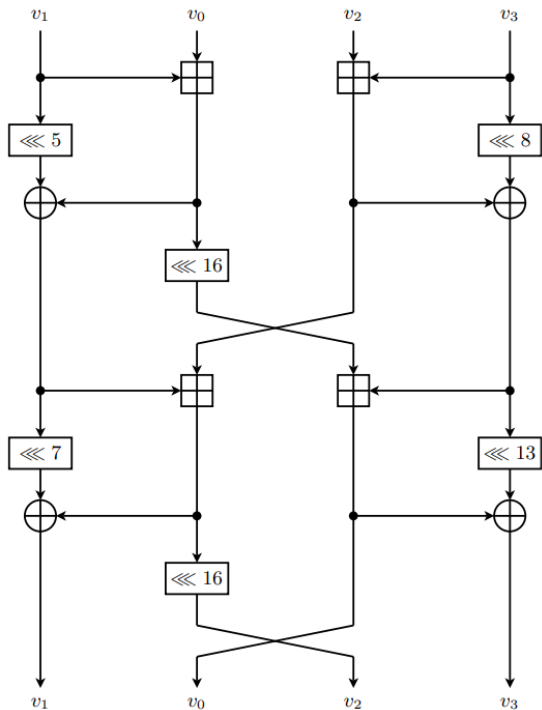 v₁ v₀ v₂ v₃
⋘ 5 ⋘ 8
⋘ 16
⋘ 7 ⋘ 13
⋘ 16
v₁ v₀ v₂ v₃